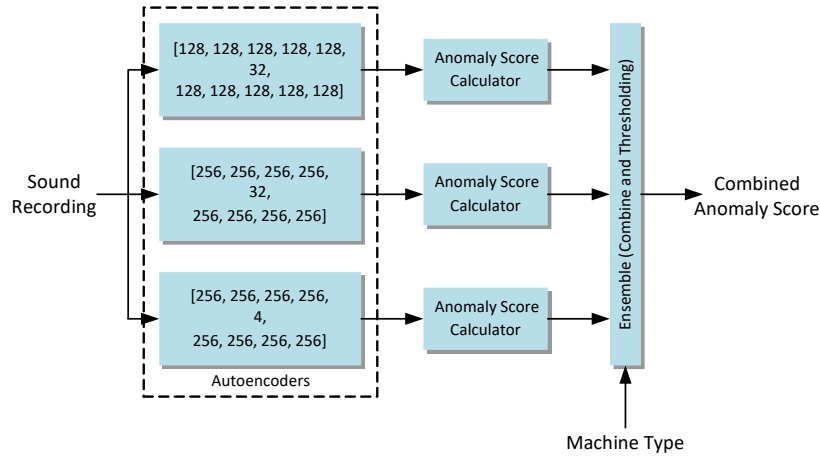 Sound
Recording
[128, 128, 128, 128, 128,
32,
128, 128, 128, 128, 128]
[256, 256, 256, 256,
32,
256, 256, 256, 256]
[256, 256, 256, 256,
4,
256, 256, 256, 256]
Autoencoders
Anomaly Score
Calculator
Anomaly Score
Calculator
Anomaly Score
Calculator
Ensemble (Combine and Thresholding)
Combined
Anomaly Score
Machine Type